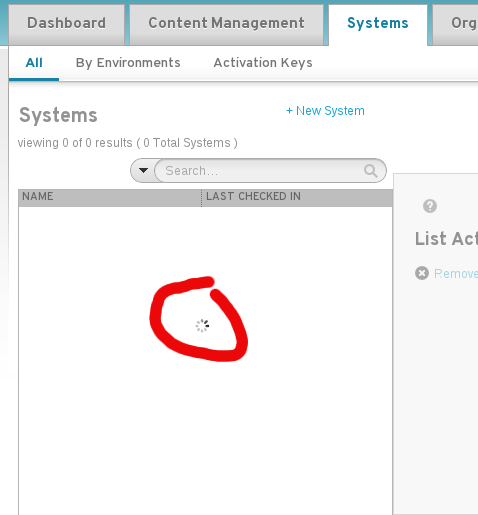 Dashboard Content Management Systems Org
All By Environments Activation Keys
Systems + New System
viewing 0 of 0 results ( 0 Total Systems )
Search...
NAME LAST CHECKED IN
List Act
Remove